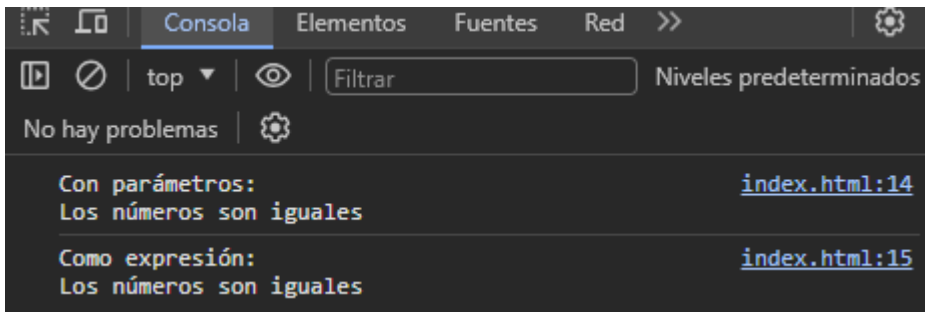 Consola Elementos Fuentes Red
top Filtrar Niveles predeterminados
No hay problemas
Con parámetros: index.html:14
Los números son iguales
Como expresión: index.html:15
Los números son iguales